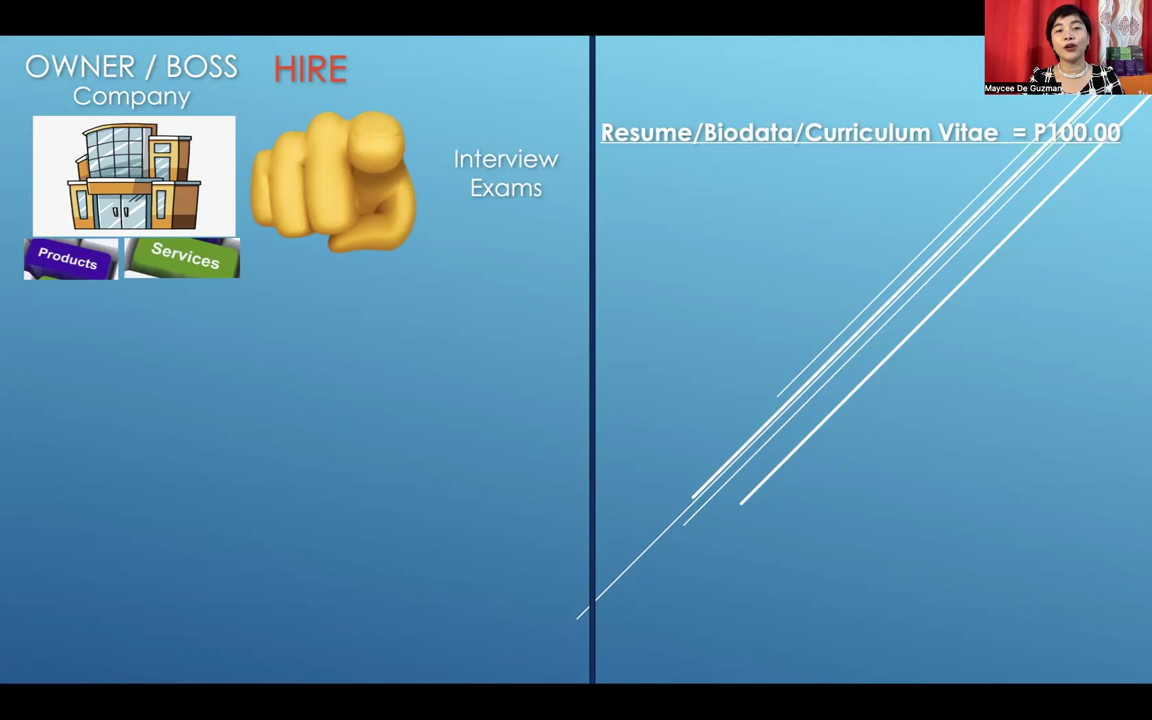 OWNER / BOSS
Company
HIRE
Interview
Exams
Products
Services
Resume/Biodata/Curriculum Vitae = P100.00
Maycee De Guzman